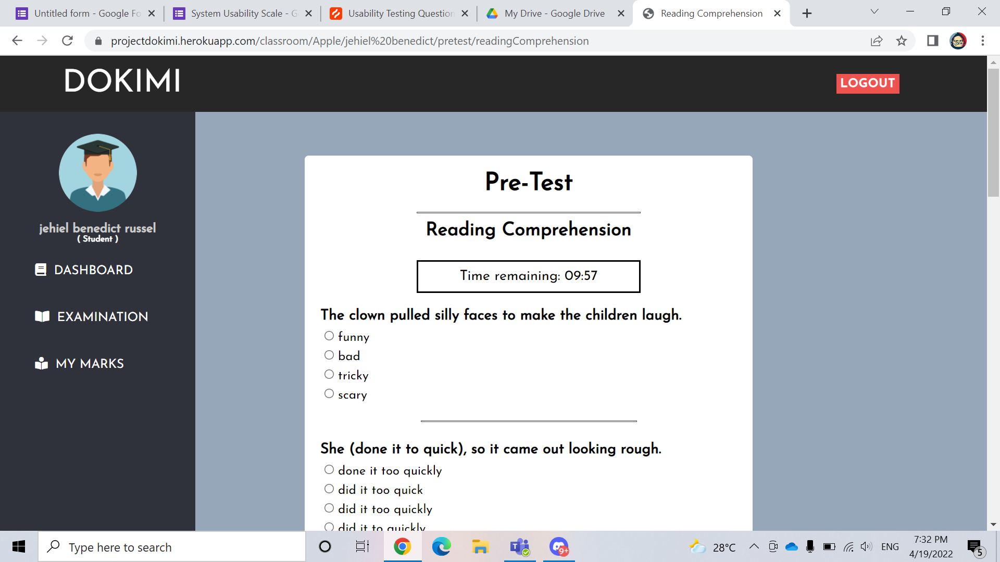 Untitled form - Google Fo
System Usability Scale - G
Usability Testing Question
My Drive - Google Drive
Reading Comprehension
projectdokimi.herokuapp.com/classroom/Apple/jehiel%20benedict/pretest/readingComprehension
DOKIMI
LOGOUT
jehiel benedict russel
( Student )
DASHBOARD
EXAMINATION
MY MARKS
Pre-Test
Reading Comprehension
Time remaining: 09:57
The clown pulled silly faces to make the children laugh.
funny
bad
tricky
scary
She (done it to quick), so it came out looking rough.
done it too quickly
did it too quick
did it too quickly
did it to quickly
Type here to search
9+
28°C
ENG
7:32 PM
4/19/2022
5